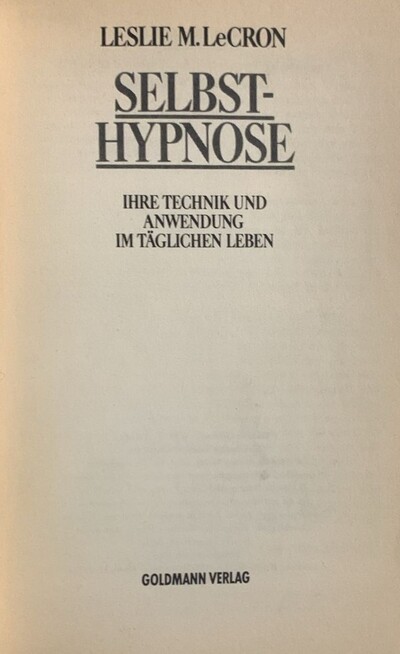 LESLIE M. LeCRON
SELBST-
HYPNOSE
IHRE TECHNIK UND
ANWENDUNG
IM TÄGLICHEN LEBEN
GOLDMANN VERLAG